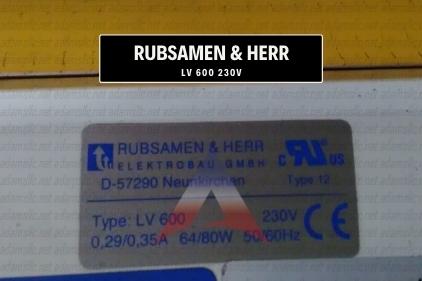 RUBSAMEN & HERR
LV 600 230V
RUBSAMEN & HERR
ELEKTROBAU GMBH
D-57290 Neunkirchen
Type 12
C RU US
Type: LV 600 230V
0,29/0,35A 64/80W 50/60Hz
CE